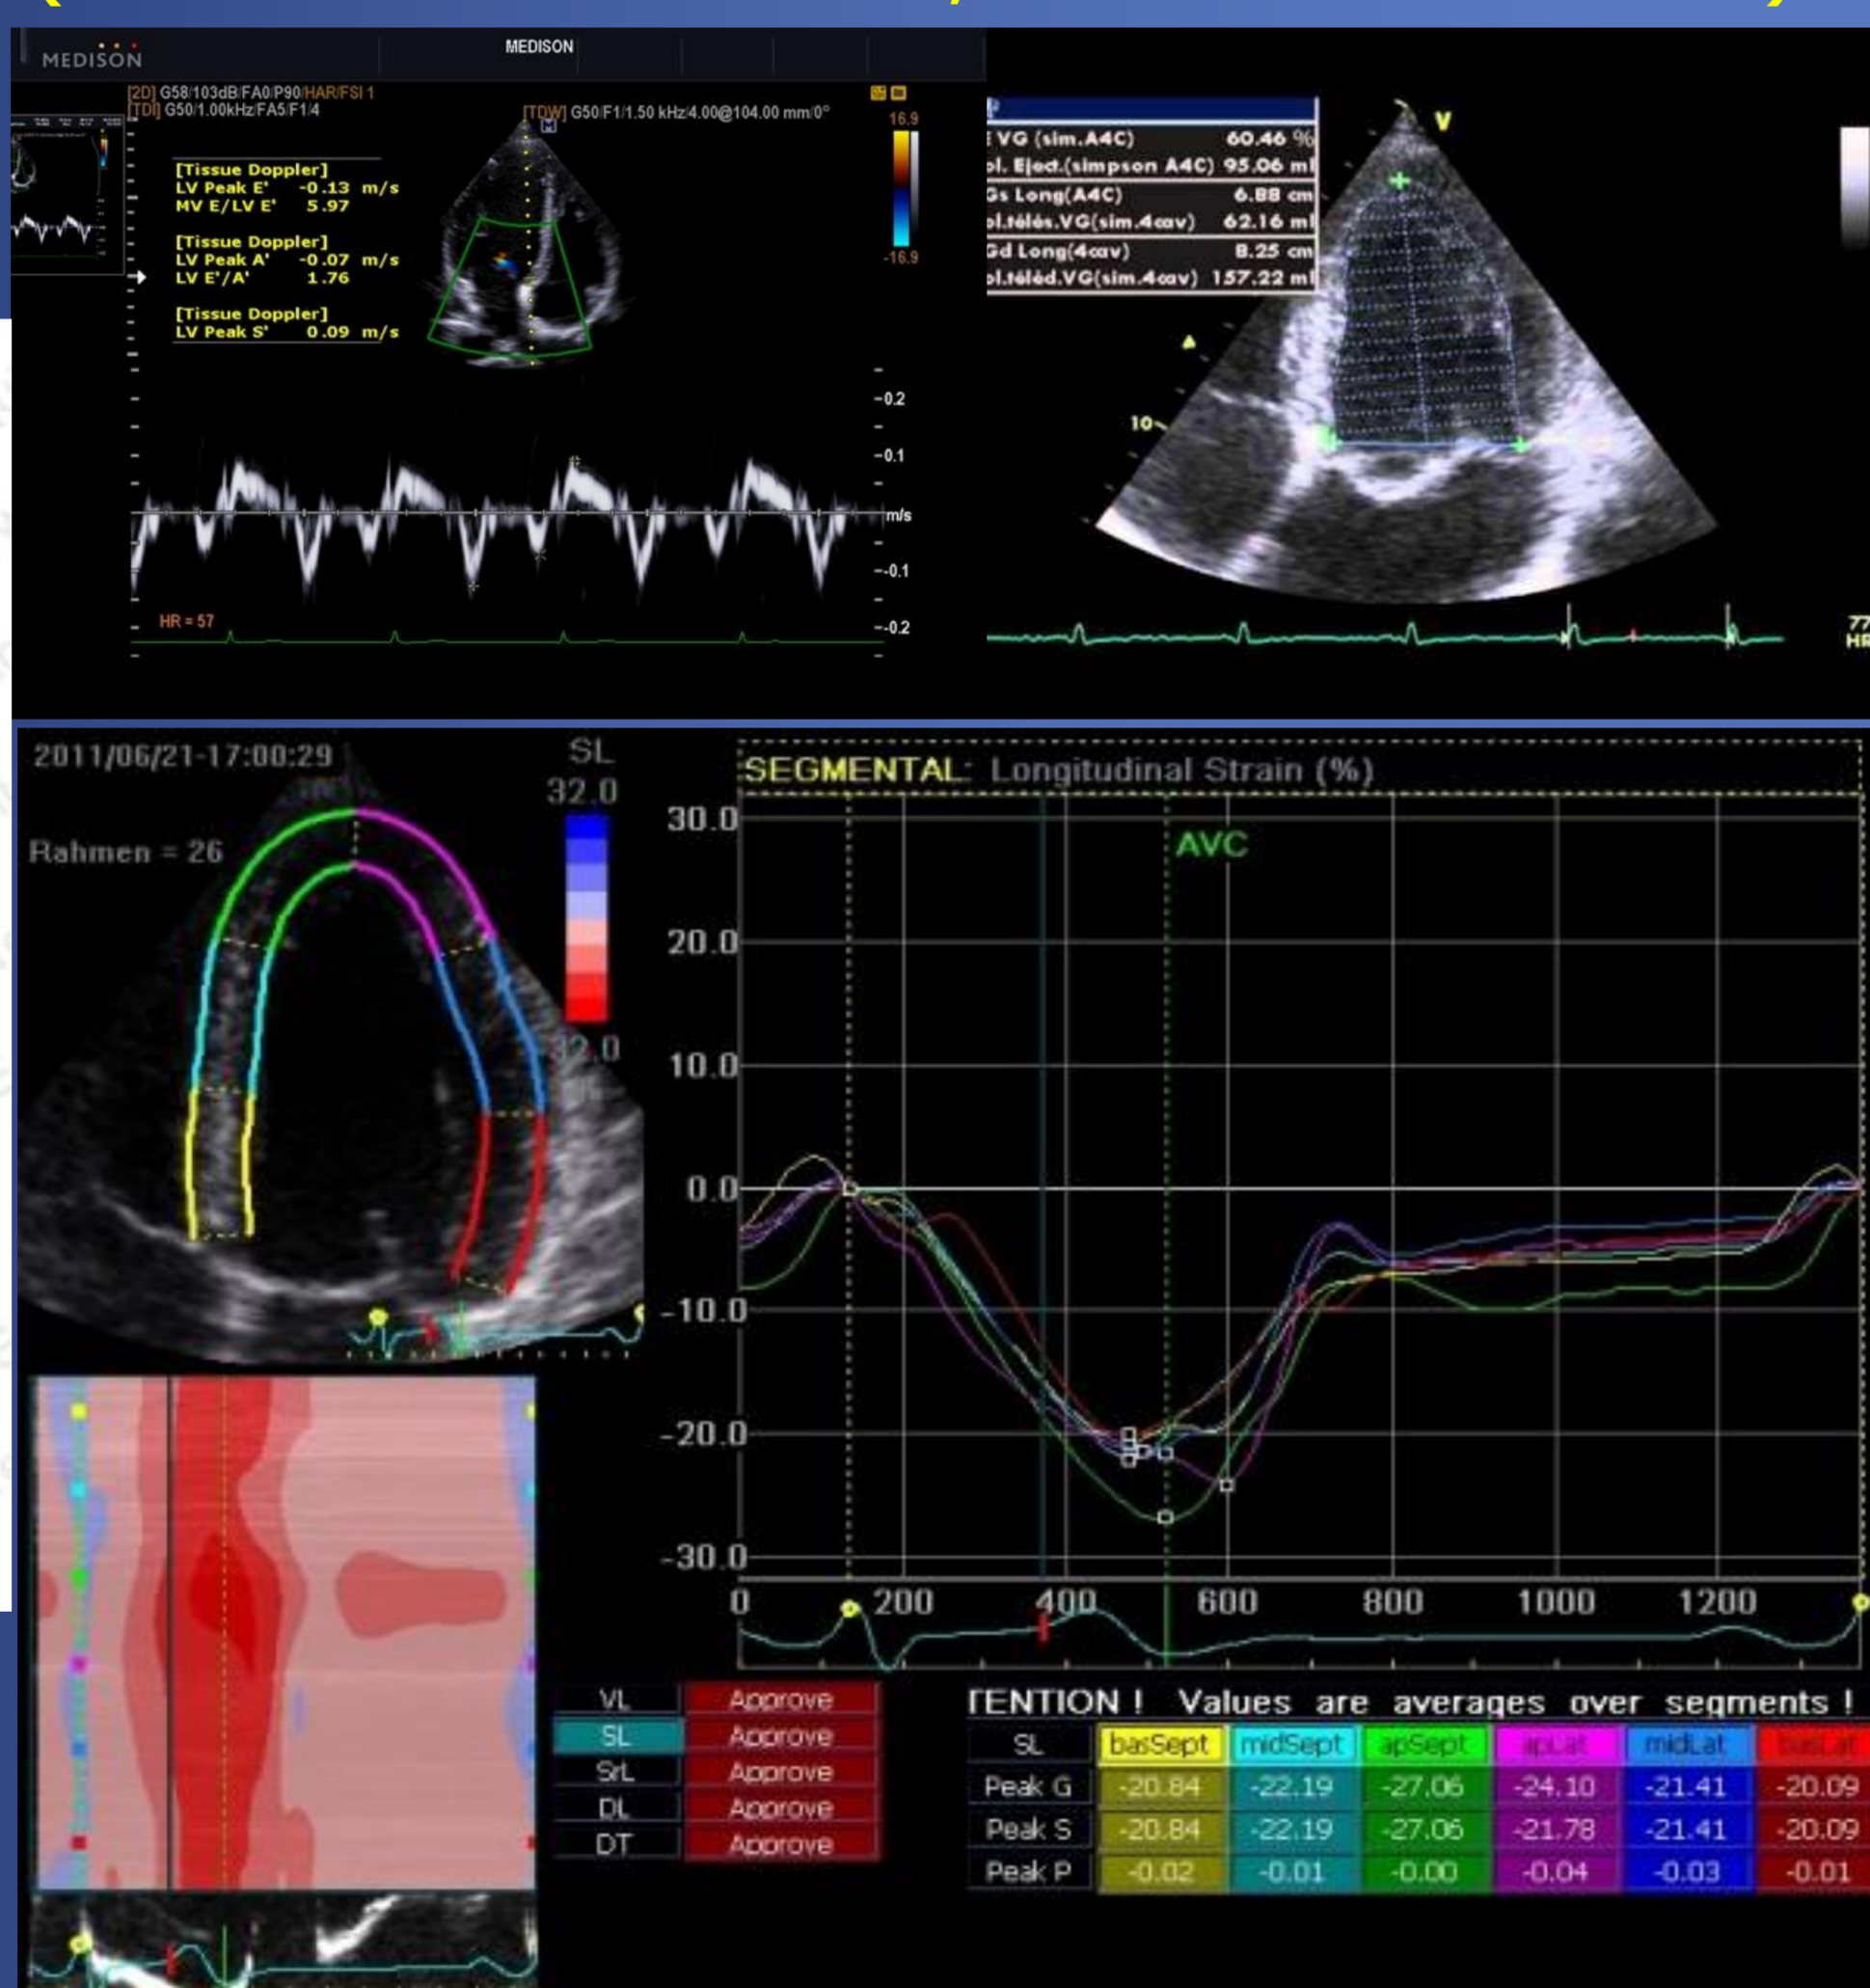 MEDISON
MEDISON
[2D] G58/103dB/FA0/P90/HAR/FSI 1
[TDI] G50/1.00kHz/FA5/F1/4
[TDW] G50/F1/1.50 kHz/4.00@104.00 mm/0°
16.9
-16.9
[Tissue Doppler]
LV Peak E' -0.13 m/s
MV E/LV E' 5.97
[Tissue Doppler]
LV Peak A' -0.07 m/s
LV E'/A' 1.76
[Tissue Doppler]
LV Peak S' 0.09 m/s
-0.2
-0.1
m/s
-0.1
-0.2
HR = 57
VG (sim.A4C) 60.46 %
Eject.(simpson A4C) 95.06 ml
Long(A4C) 6.88 cm
télés.VG(sim.4cav) 62.16 ml
Long(4cav) 8.25 cm
téléd.VG(sim.4cav) 157.22 ml
V
10
77
HR
2011/06/21-17:00:29
Rahmen = 26
SL
32.0
SEGMENTAL: Longitudinal Strain (%)
AVC
30.0
20.0
10.0
0.0
-10.0
-20.0
-30.0
0 200 400 600 800 1000 1200
VL Approve
SL Approve
SrL Approve
DL Approve
DT Approve
TENTION ! Values are averages over segments !
SL basSept midSept apSept apLat midLat basLat
Peak G -20.84 -22.19 -27.06 -24.10 -21.41 -20.09
Peak S -20.84 -22.19 -27.06 -21.78 -21.41 -20.09
Peak P -0.02 -0.01 -0.00 -0.04 -0.03 -0.01